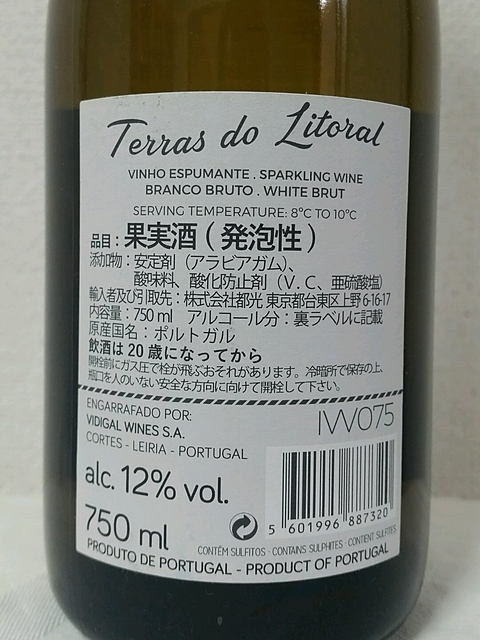 Terras do Litoral
VINHO ESPUMANTE . SPARKLING WINE
BRANCO BRUTO . WHITE BRUT
SERVING TEMPERATURE: 8°C TO 10°C
品目：果実酒（発泡性）
添加物：安定剤（アラビアガム）、
酸味料、酸化防止剤（V.C、亜硫酸塩）
輸入者及び引取先：株式会社都光 東京都台東区上野 6-16-17
内容量：750 ml アルコール分：裏ラベルに記載
原産国名：ポルトガル
飲酒は 20 歳になってから
開栓前にガス圧で栓が飛ぶおそれがあります。冷暗所で保存の上、
瓶口を人のいない安全な方向に向けて開栓して下さい。
ENGARRAFADO POR:
VIDIGAL WINES S.A.
CORTES - LEIRIA - PORTUGAL
IVV075
alc. 12% vol.
750 ml
5 601996 887320
CONTÉM SULFITOS · CONTAINS SULPHITES · CONTIENT SULFITES
PRODUTO DE PORTUGAL - PRODUCT OF PORTUGAL